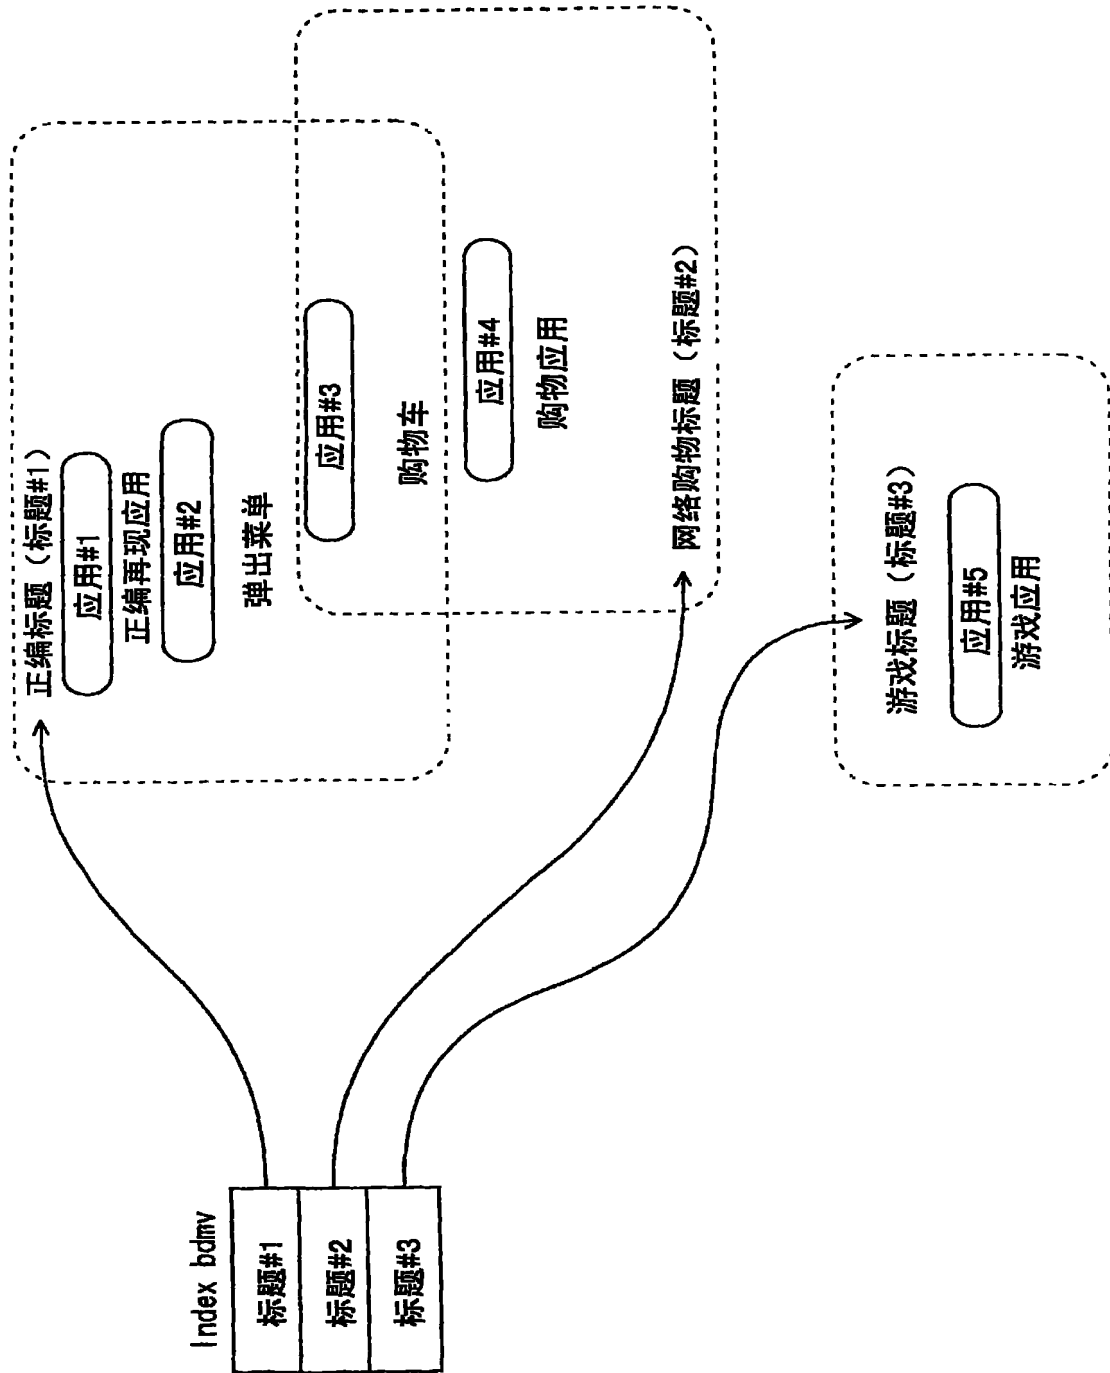 Index bdmv
标题#1
标题#2
标题#3
正编标题（标题#1）
应用#1
正编再现应用
应用#2
弹出菜单
应用#3
购物车
应用#4
购物应用
网络购物标题（标题#2）
游戏标题（标题#3）
应用#5
游戏应用